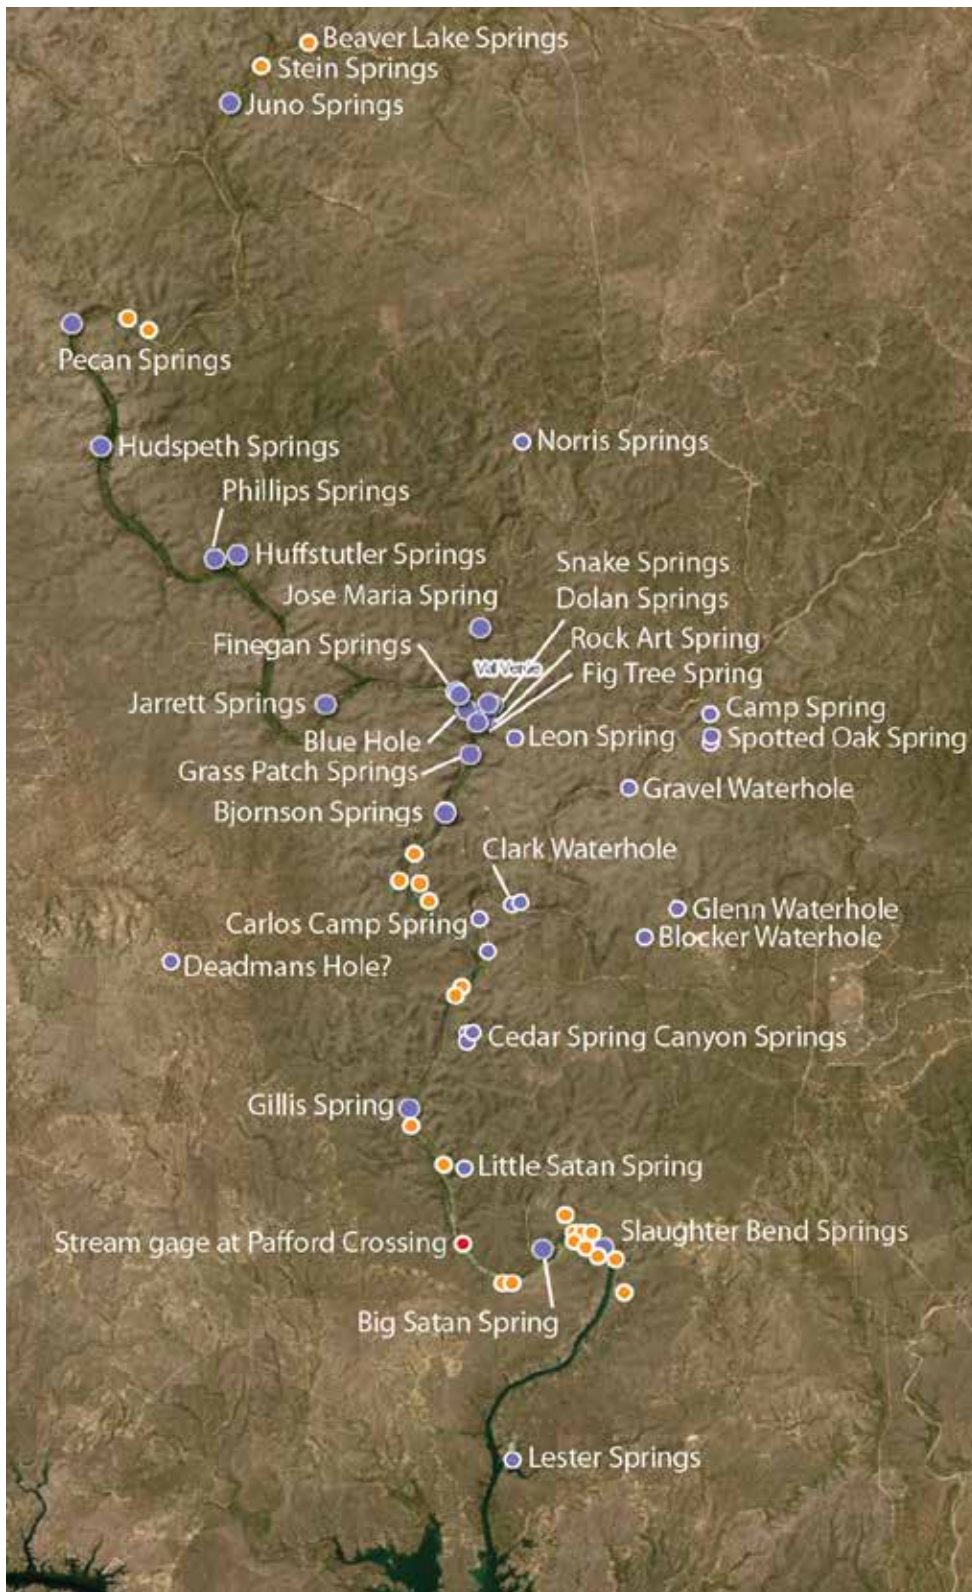 Beaver Lake Springs
Stein Springs
Juno Springs
Pecan Springs
Hudspeth Springs
Norris Springs
Phillips Springs
Huffstutler Springs
Snake Springs
Jose Maria Spring
Dolan Springs
Finegan Springs
Rock Art Spring
Val Verde
Fig Tree Spring
Jarrett Springs
Camp Spring
Blue Hole
Leon Spring
Spotted Oak Spring
Grass Patch Springs
Gravel Waterhole
Bjornson Springs
Clark Waterhole
Glenn Waterhole
Carlos Camp Spring
Blocker Waterhole
Deadmans Hole?
Cedar Spring Canyon Springs
Gillis Spring
Little Satan Spring
Slaughter Bend Springs
Stream gage at Pafford Crossing
Big Satan Spring
Lester Springs